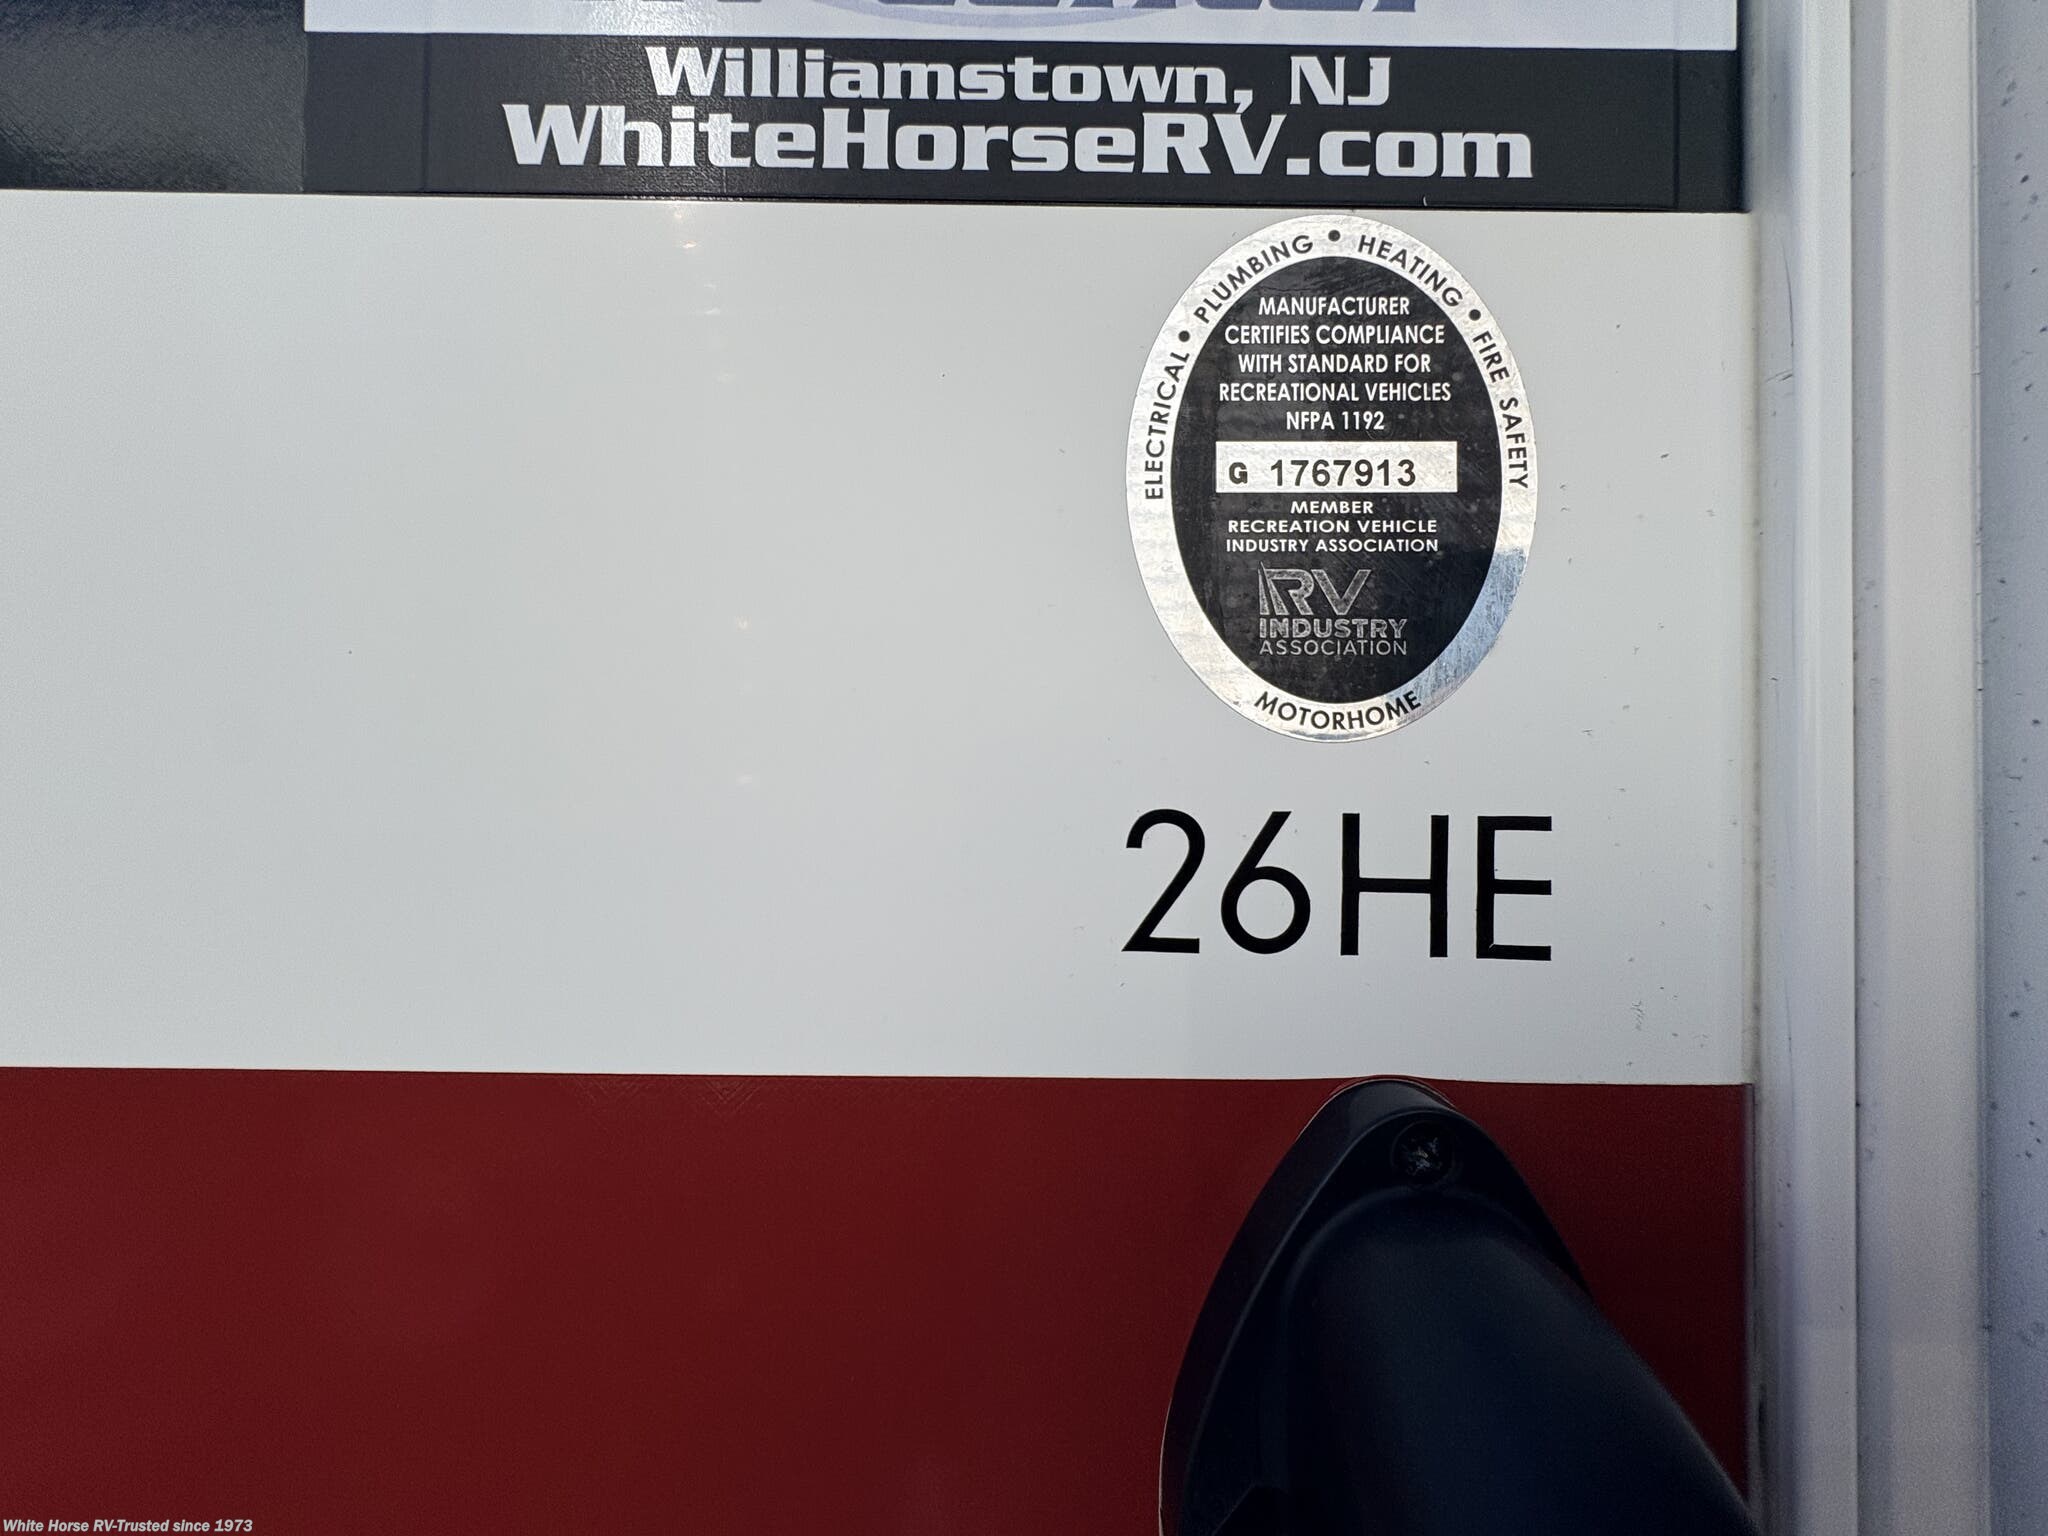 Williamstown, NJ
WhiteHorseRV.com
ELECTRICAL • PLUMBING • HEATING • FIRE SAFETY
MANUFACTURER
CERTIFIES COMPLIANCE
WITH STANDARD FOR
RECREATIONAL VEHICLES
NFPA 1192
G 1767913
MEMBER
RECREATION VEHICLE
INDUSTRY ASSOCIATION
RV
INDUSTRY
ASSOCIATION
MOTORHOME
26HE
White Horse RV-Trusted since 1973